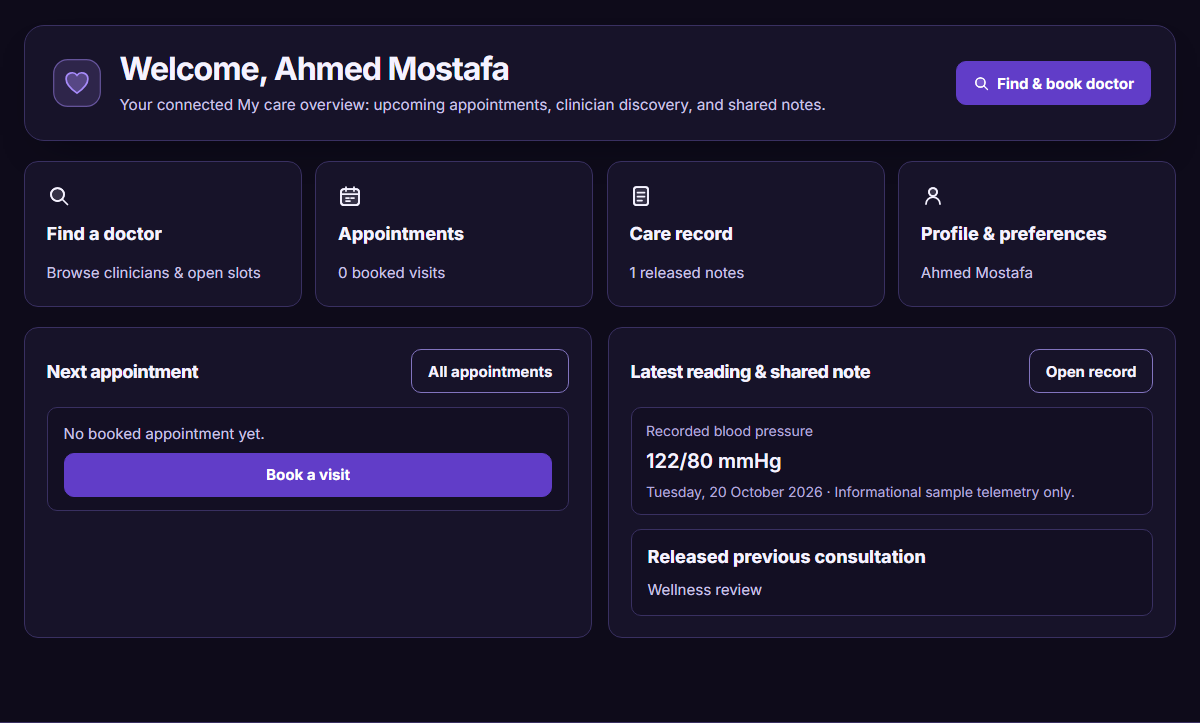 Welcome, Ahmed Mostafa
Your connected My care overview: upcoming appointments, clinician discovery, and shared notes.
Find & book doctor
Find a doctor
Browse clinicians & open slots
Appointments
0 booked visits
Care record
1 released notes
Profile & preferences
Ahmed Mostafa
Next appointment
All appointments
No booked appointment yet.
Book a visit
Latest reading & shared note
Open record
Recorded blood pressure
122/80 mmHg
Tuesday, 20 October 2026 · Informational sample telemetry only.
Released previous consultation
Wellness review